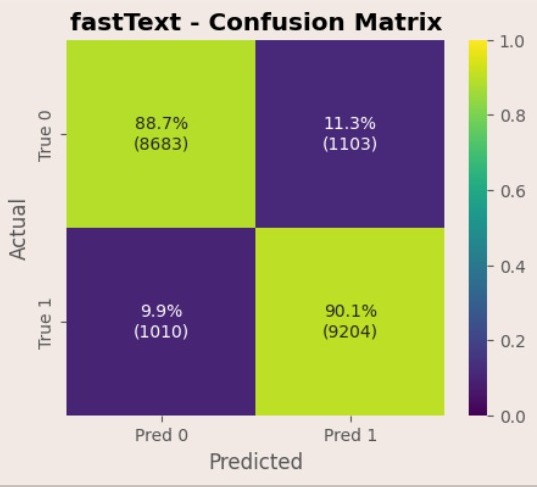 fastText - Confusion Matrix
True 0
88.7%
(8683)
11.3%
(1103)
Actual
True 1
9.9%
(1010)
90.1%
(9204)
Pred 0
Pred 1
Predicted
1.0
0.8
0.6
0.4
0.2
0.0